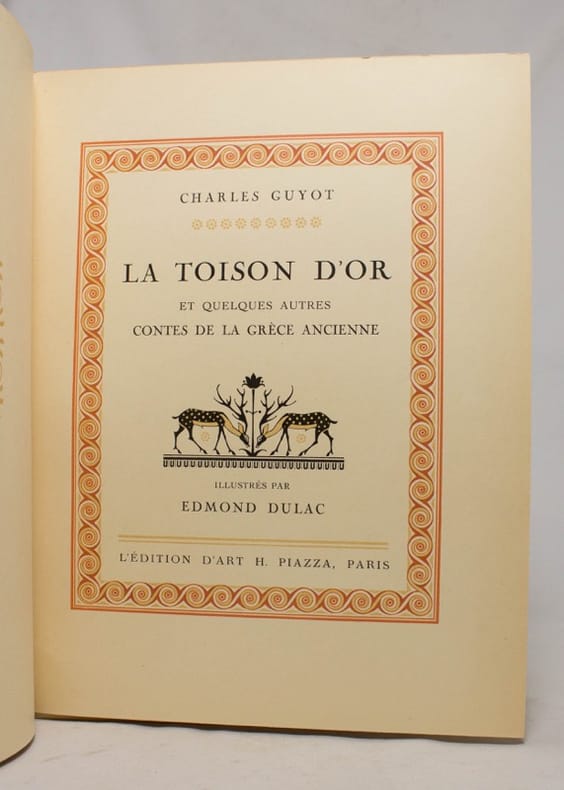 CHARLES GUYOT
LA TOISON D'OR
ET QUELQUES AUTRES
CONTES DE LA GRÈCE ANCIENNE
ILLUSTRÉS PAR
EDMOND DULAC
L'ÉDITION D'ART H. PIAZZA, PARIS